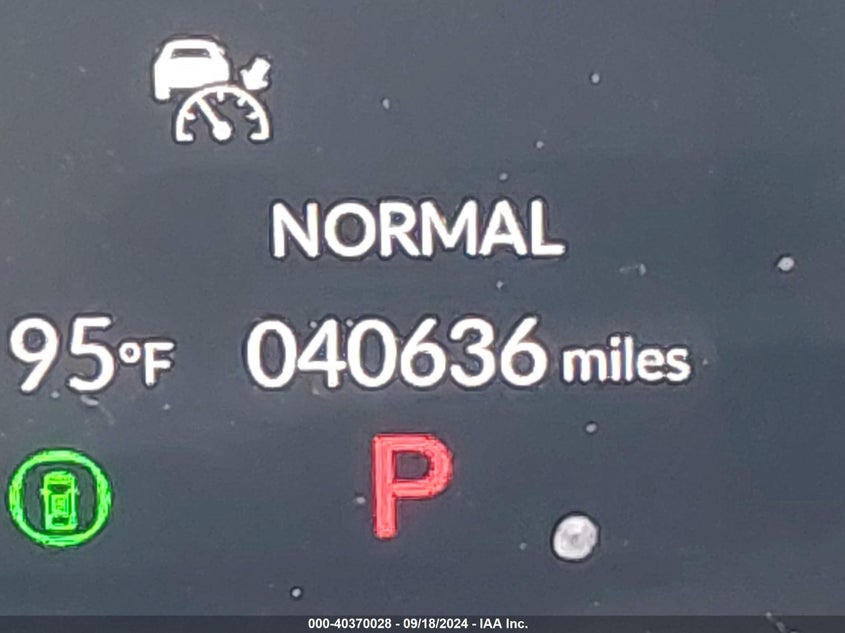 NORMAL
95°F 040636 miles
P
000-40370028 - 09/18/2024 - IAA Inc.